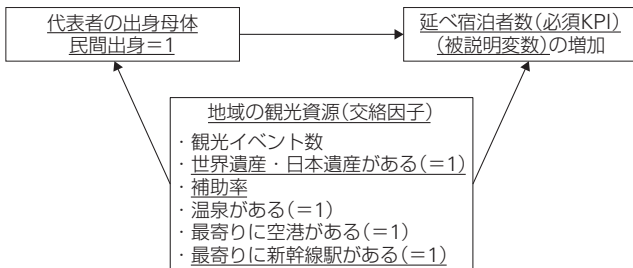 代表者の出身母体
民間出身＝1
延べ宿泊者数(必須KPI)
(被説明変数)の増加
地域の観光資源(交絡因子)
・観光イベント数
・世界遺産・日本遺産がある(＝1)
・補助率
・温泉がある(＝1)
・最寄りに空港がある(＝1)
・最寄りに新幹線駅がある(＝1)